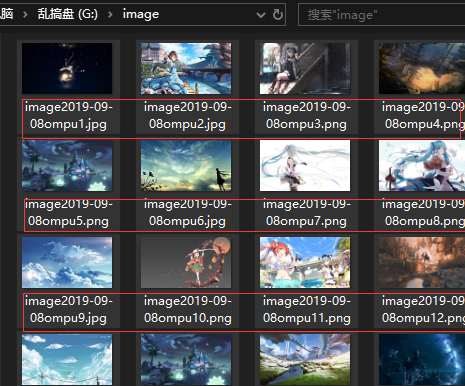 脑 › 乱搞盘 (G:) › image
搜索"image"
image2019-09-08ompu1.jpg
image2019-09-08ompu2.jpg
image2019-09-08ompu3.png
image2019-09-08ompu4.png
image2019-09-08ompu5.png
image2019-09-08ompu6.jpg
image2019-09-08ompu7.png
image2019-09-08ompu8.png
image2019-09-08ompu9.jpg
image2019-09-08ompu10.png
image2019-09-08ompu11.png
image2019-09-08ompu12.png